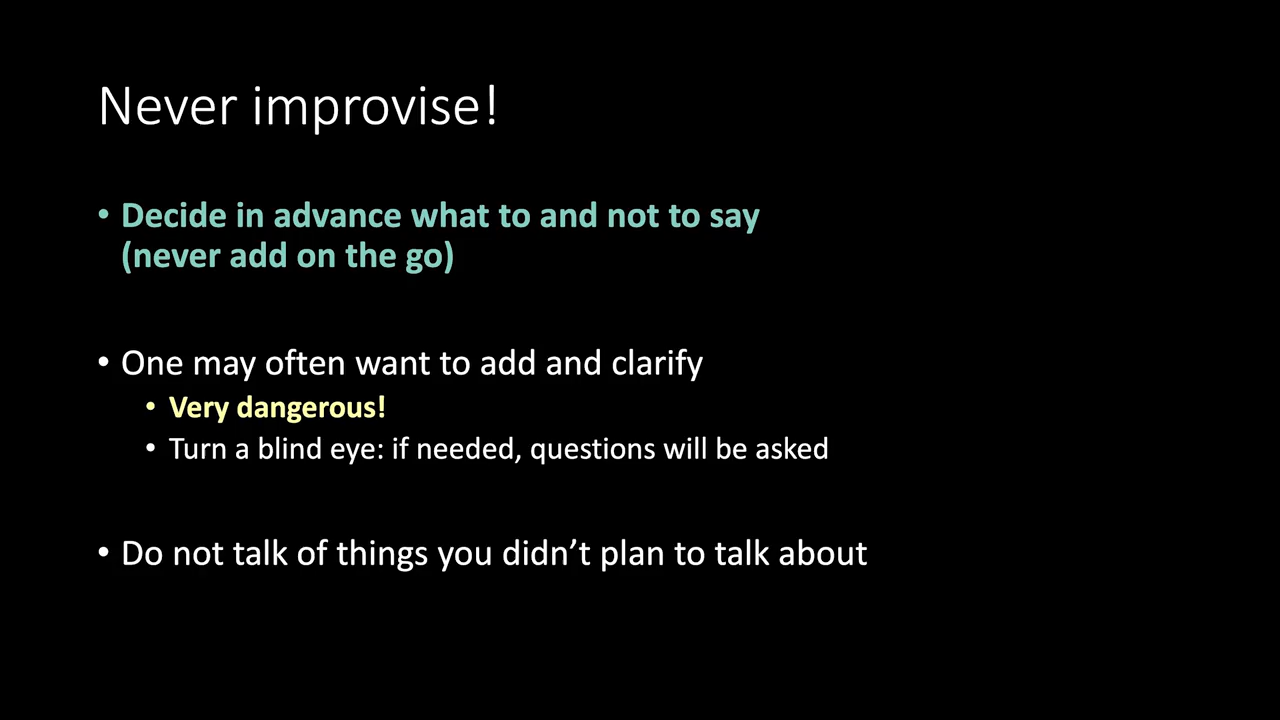 Never improvise!
• Decide in advance what to and not to say
(never add on the go)
• One may often want to add and clarify
• Very dangerous!
• Turn a blind eye: if needed, questions will be asked
• Do not talk of things you didn’t plan to talk about